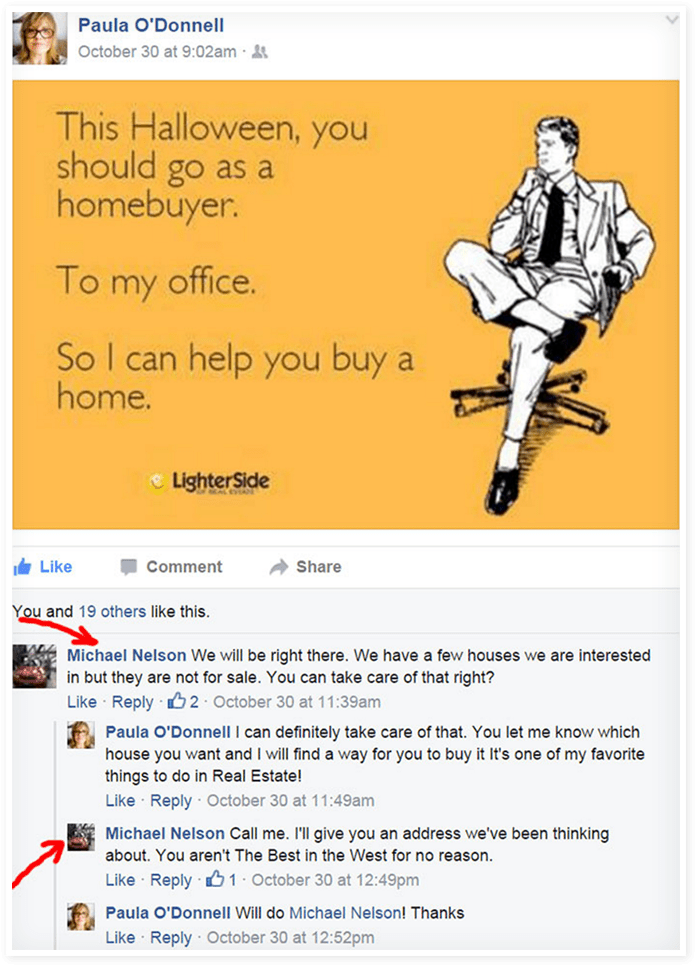 Paula O'Donnell
October 30 at 9:02am ·
This Halloween, you
should go as a
homebuyer.
To my office.
So I can help you buy a
home.
LighterSide
OF REAL ESTATE
Like Comment Share
You and 19 others like this.
Michael Nelson We will be right there. We have a few houses we are interested
in but they are not for sale. You can take care of that right?
Like · Reply · 2 · October 30 at 11:39am
Paula O'Donnell I can definitely take care of that. You let me know which
house you want and I will find a way for you to buy it It's one of my favorite
things to do in Real Estate!
Like · Reply · October 30 at 11:49am
Michael Nelson Call me. I'll give you an address we've been thinking
about. You aren't The Best in the West for no reason.
Like · Reply · 1 · October 30 at 12:49pm
Paula O'Donnell Will do Michael Nelson! Thanks
Like · Reply · October 30 at 12:52pm